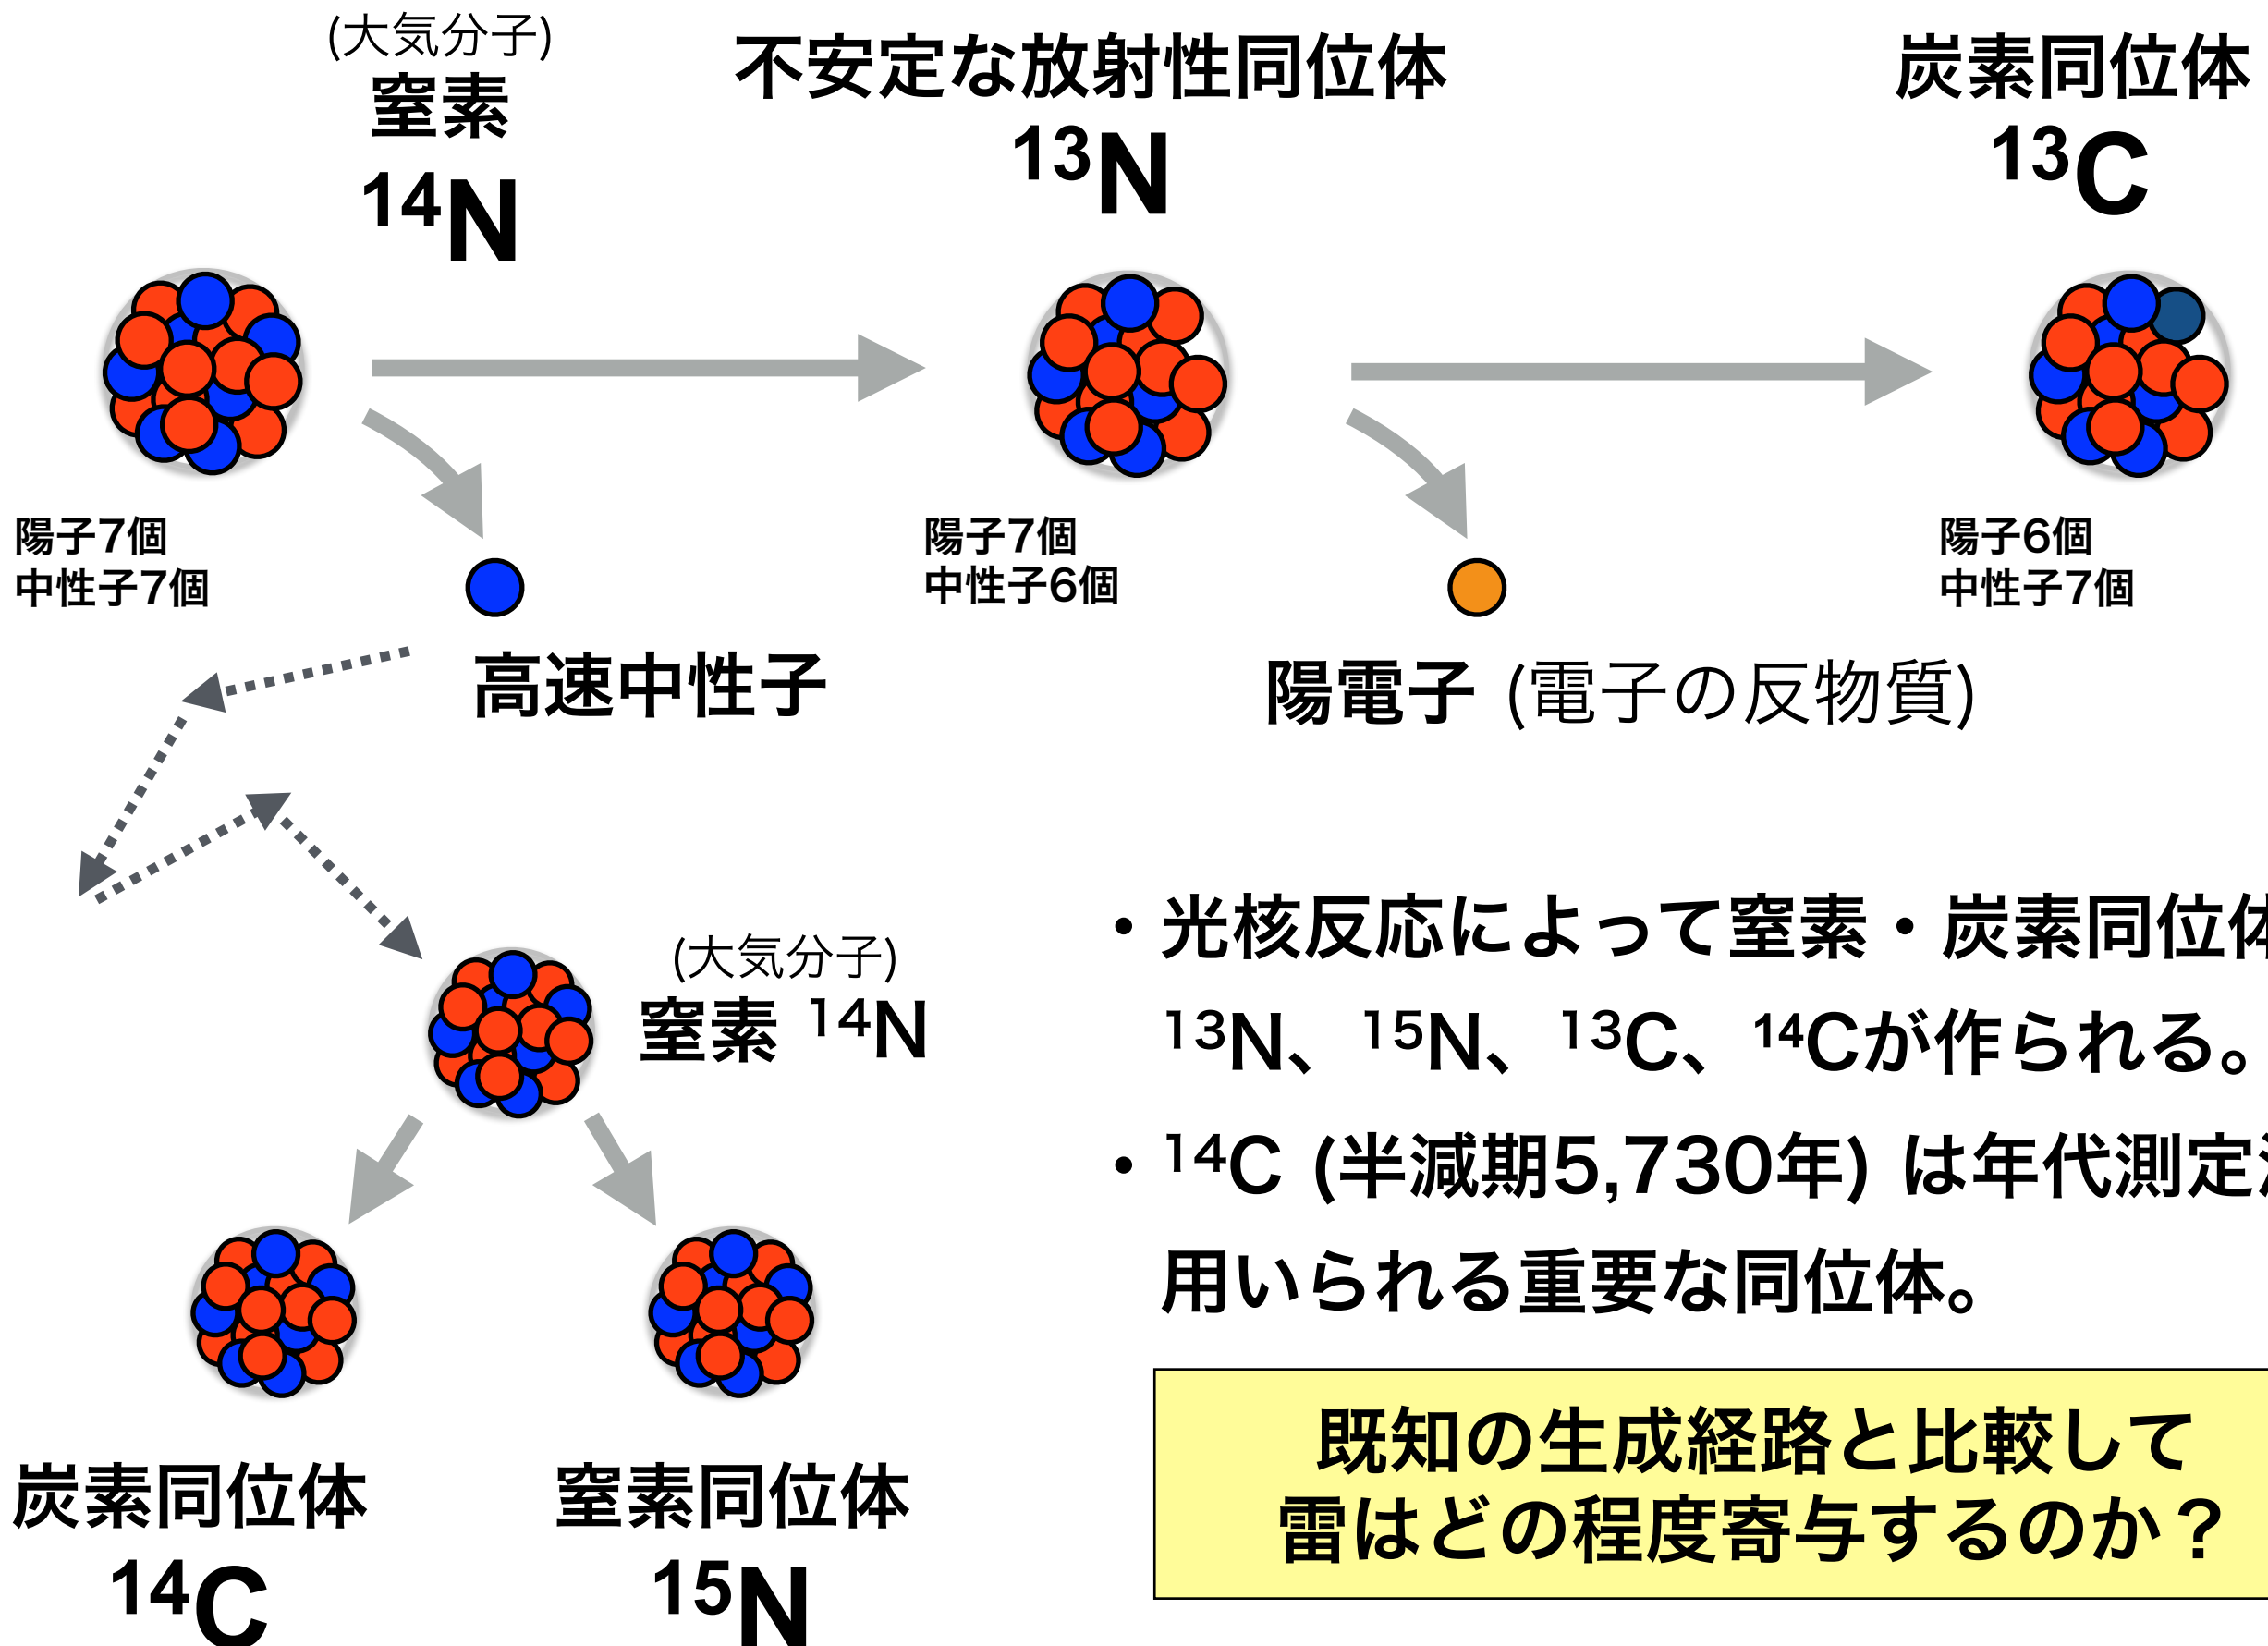 (大気分子)
窒素
14N
不安定な放射性同位体
13N
炭素同位体
13C
陽子7個
中性子7個
陽子7個
中性子6個
陽子6個
中性子7個
高速中性子
陽電子 (電子の反物質)
(大気分子)
窒素 14N
炭素同位体
14C
窒素同位体
15N
・光核反応によって窒素・炭素同位体
13N、15N、13C、14Cが作られる。
・14C (半減期5,730年) は年代測定法
用いられる重要な同位体。
既知の生成経路と比較して
雷はどの程度寄与するのか？